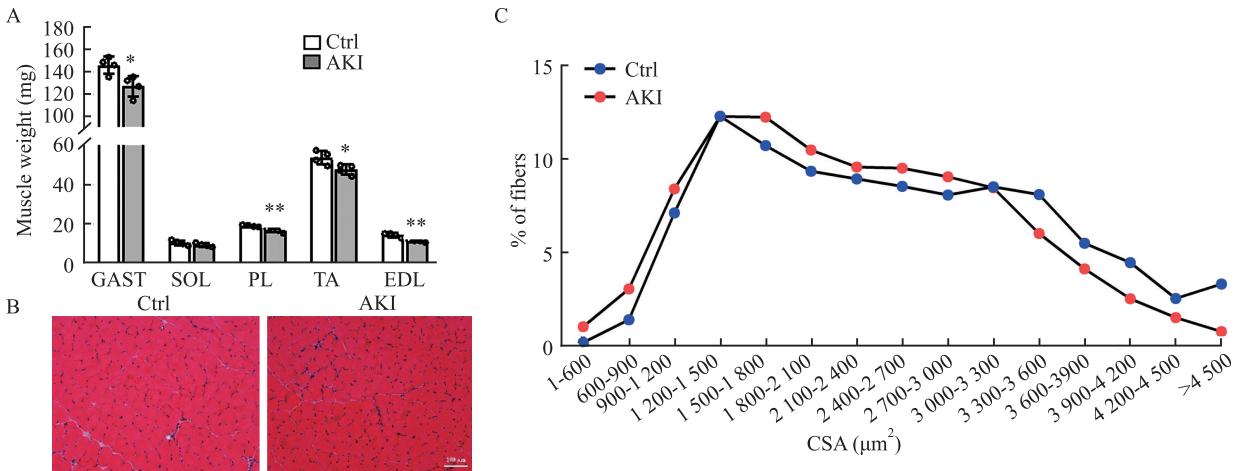 A
Muscle weight (mg)
180
160
140
120
100
60
40
20
0
Ctrl
AKI
*
**
*
**
GAST SOL PL TA EDL
B
Ctrl AKI
100 μm
C
% of fibers
15
10
5
0
Ctrl
AKI
1-600
600-900
900-1 200
1 200-1 500
1 500-1 800
1 800-2 100
2 100-2 400
2 400-2 700
2 700-3 000
3 000-3 300
3 300-3 600
3 600-3900
3 900-4 200
4 200-4 500
>4 500
CSA (μm²)